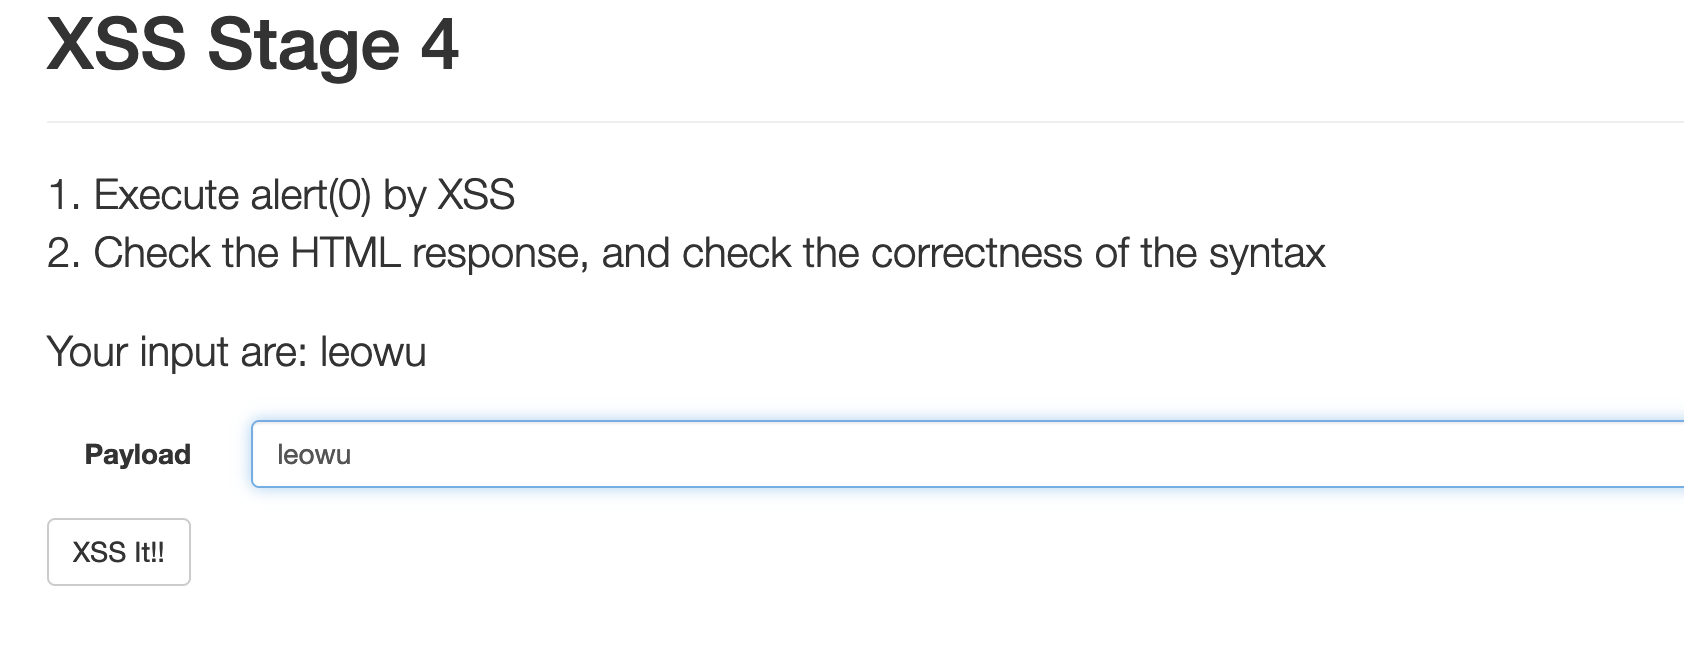 XSS Stage 4
1. Execute alert(0) by XSS
2. Check the HTML response, and check the correctness of the syntax
Your input are: leowu
Payload leowu
XSS It!!